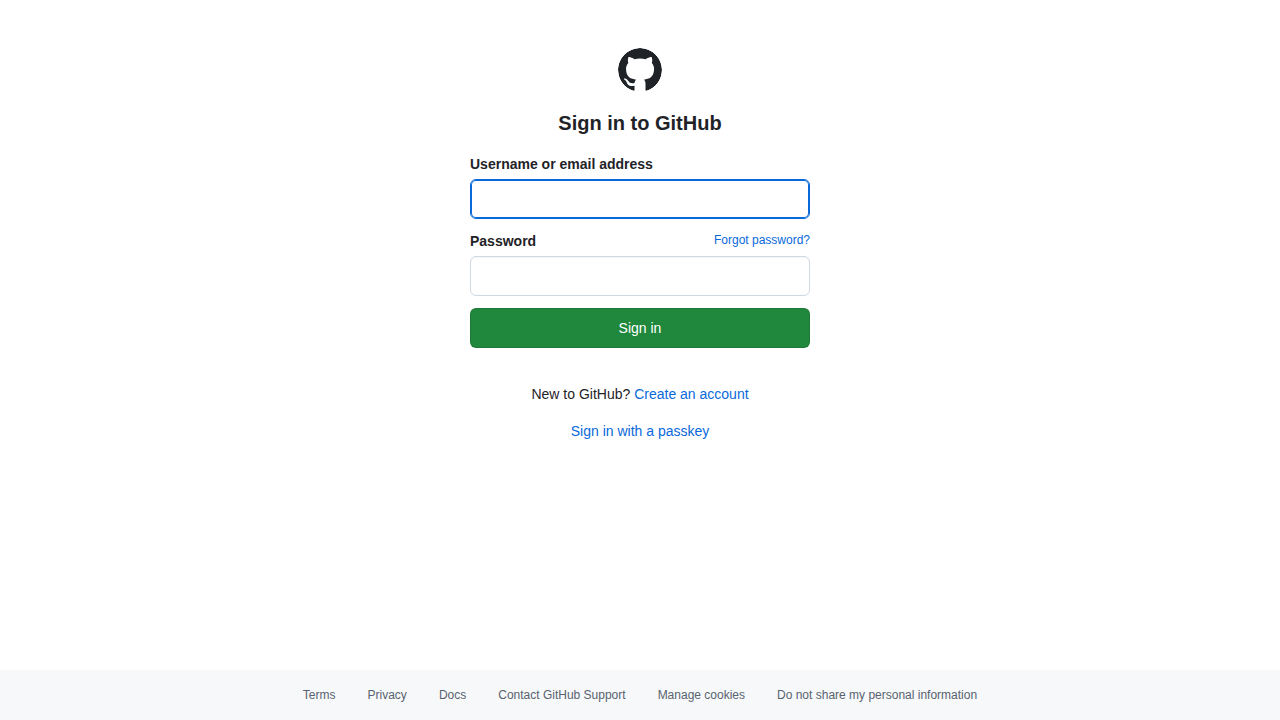 Sign in to GitHub
Username or email address
Password Forgot password?
Sign in
New to GitHub? Create an account
Sign in with a passkey
Terms Privacy Docs Contact GitHub Support Manage cookies Do not share my personal information